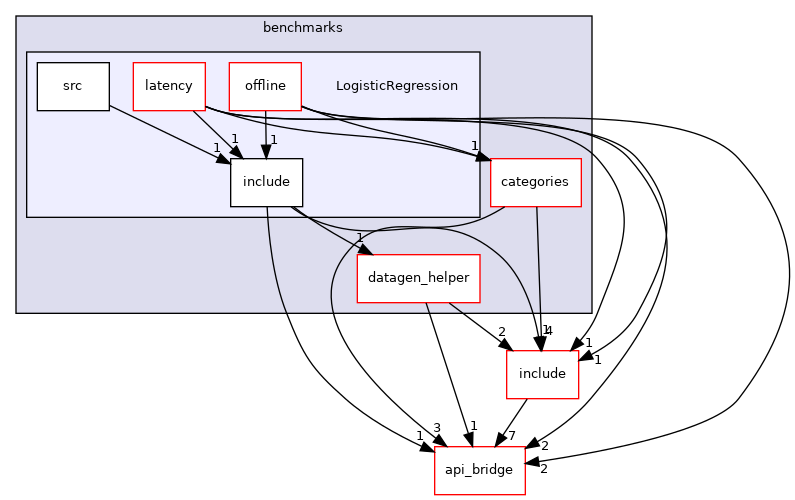 benchmarks
src
latency
offline
LogisticRegression
1
1
1
1
include
categories
1
datagen_helper
2
1
4
1
1
include
1
3
1
7
2
2
api_bridge